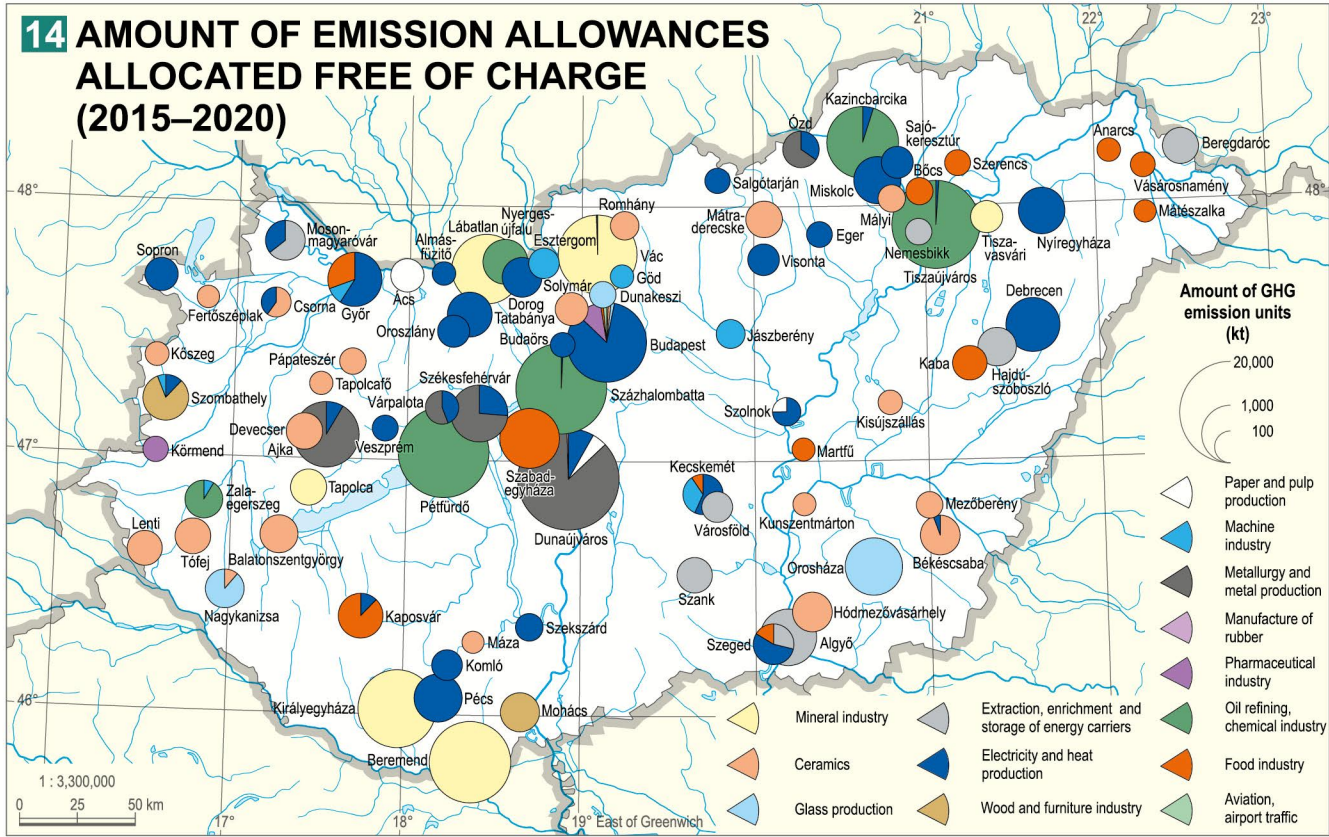 14 AMOUNT OF EMISSION ALLOWANCES
ALLOCATED FREE OF CHARGE
(2015–2020)
21°
22°
23°
48°
48°
47°
47°
46°
46°
17°
18°
19° East of Greenwich
21°
22°
Kazincbarcika
Ózd
Sajó-
keresztúr
Anarcs
Beregdaróc
Bőcs
Szerencs
Salgótarján
Miskolc
Vásárosnamény
Romhány
Mályi
Mátészalka
Nyerges-
újfalu
Lábatlan
Mátra-
derecske
Eger
Nemesbikk
Tisza-
vasvári
Nyíregyháza
Moson-
magyaróvár
Almás-
füzitő
Esztergom
Vác
Sopron
Visonta
Tiszaújváros
Göd
Solymár
Ács
Dorog
Dunakeszi
Debrecen
Fertőszéplak
Csorna
Győr
Tatabánya
Oroszlány
Jászberény
Budaörs
Budapest
Kőszeg
Pápateszér
Kaba
Hajdú-
szoboszló
Tapolcafő
Székesfehérvár
Szombathely
Százhalombatta
Várpalota
Szolnok
Kisújszállás
Devecser
Ajka
Veszprém
Körmend
Martfű
Szabad-
egyháza
Kecskemét
Tapolca
Pétfürdő
Zala-
egerszeg
Városföld
Kunszentmárton
Mezőberény
Lenti
Dunaújváros
Tófej
Balatonszentgyörgy
Békéscsaba
Orosháza
Nagykanizsa
Szank
Kaposvár
Hódmezővásárhely
Szekszárd
Máza
Szeged
Algyő
Komló
Pécs
Királyegyháza
Mohács
Beremend
1 : 3,300,000
0 25 50 km
Amount of GHG
emission units
(kt)
20,000
1,000
100
Paper and pulp
production
Machine
industry
Metallurgy and
metal production
Manufacture of
rubber
Pharmaceutical
industry
Mineral industry
Extraction, enrichment and
storage of energy carriers
Oil refining,
chemical industry
Ceramics
Electricity and heat
production
Food industry
Glass production
Wood and furniture industry
Aviation,
airport traffic